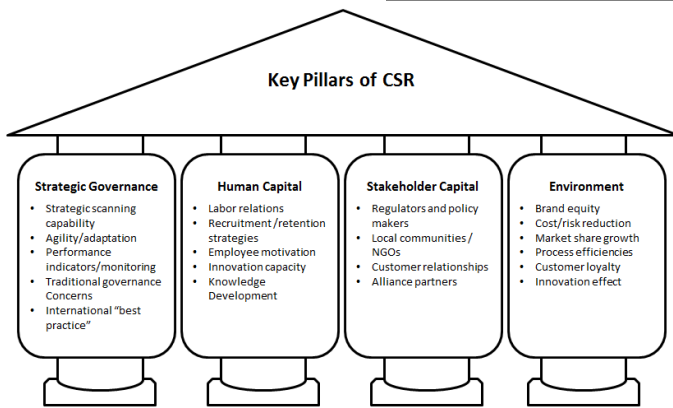 Key Pillars of CSR
Strategic Governance
• Strategic scanning
capability
• Agility/adaptation
• Performance
indicators/monitoring
• Traditional governance
Concerns
• International “best
practice”
Human Capital
• Labor relations
• Recruitment/retention
strategies
• Employee motivation
• Innovation capacity
• Knowledge
Development
Stakeholder Capital
• Regulators and policy
makers
• Local communities /
NGOs
• Customer relationships
• Alliance partners
Environment
• Brand equity
• Cost/risk reduction
• Market share growth
• Process efficiencies
• Customer loyalty
• Innovation effect